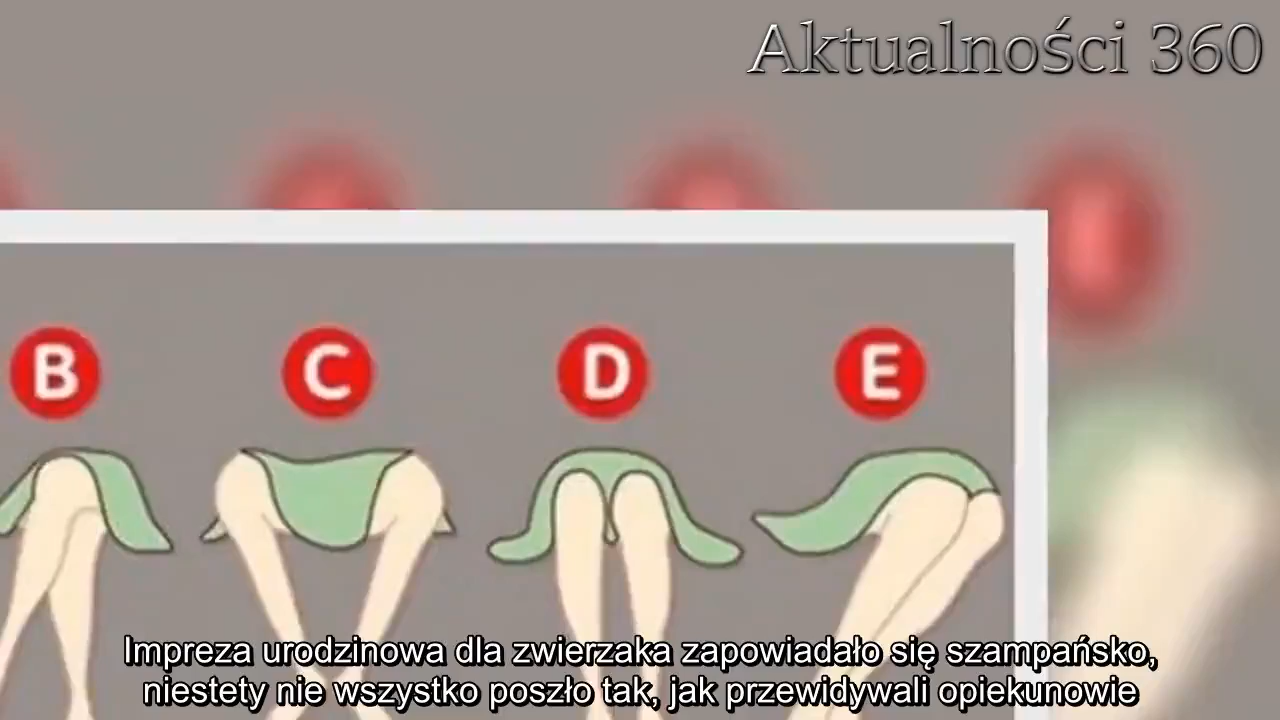 Aktualności 360
B C D E
Impreza urodzinowa dla zwierzaka zapowiadało się szampańsko,
niestety nie wszystko poszło tak, jak przewidywali opiekunowie